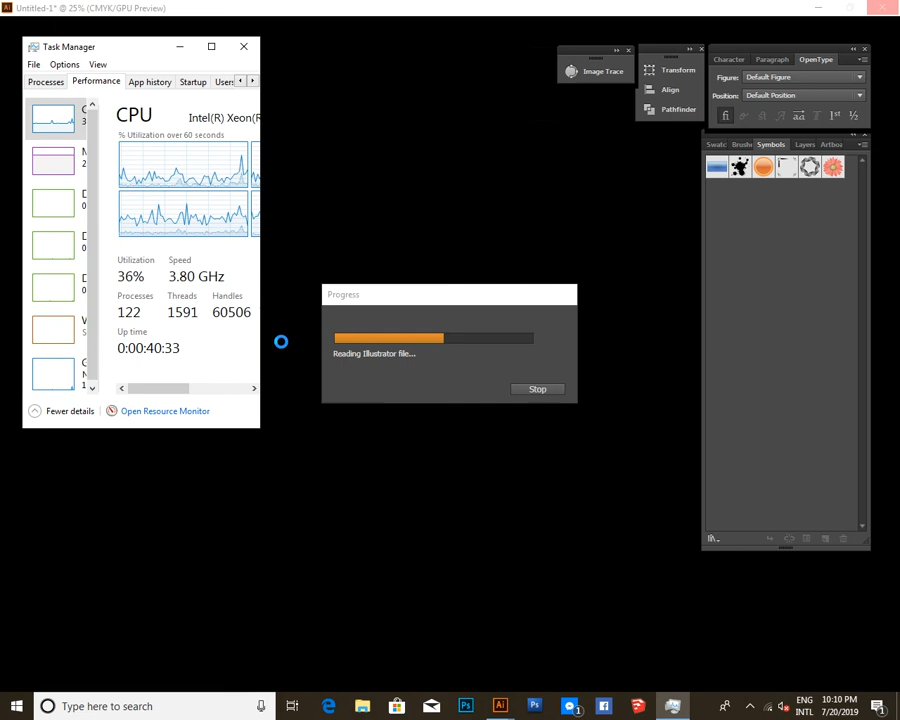 Untitled-1* @ 25% (CMYK/GPU Preview)
Task Manager
File Options View
Processes Performance App history Startup Users
CPU Intel(R) Xeon(R
% Utilization over 60 seconds
Utilization Speed
36% 3.80 GHz
Processes Threads Handles
122 1591 60506
Up time
0:00:40:33
Fewer details Open Resource Monitor
Progress
Reading Illustrator file...
Stop
Image Trace
Transform
Align
Pathfinder
Character Paragraph OpenType
Figure: Default Figure
Position: Default Position
Swatc Brushe Symbols Layers Artboa
Type here to search
ENG 10:10 PM
INTL 7/20/2019